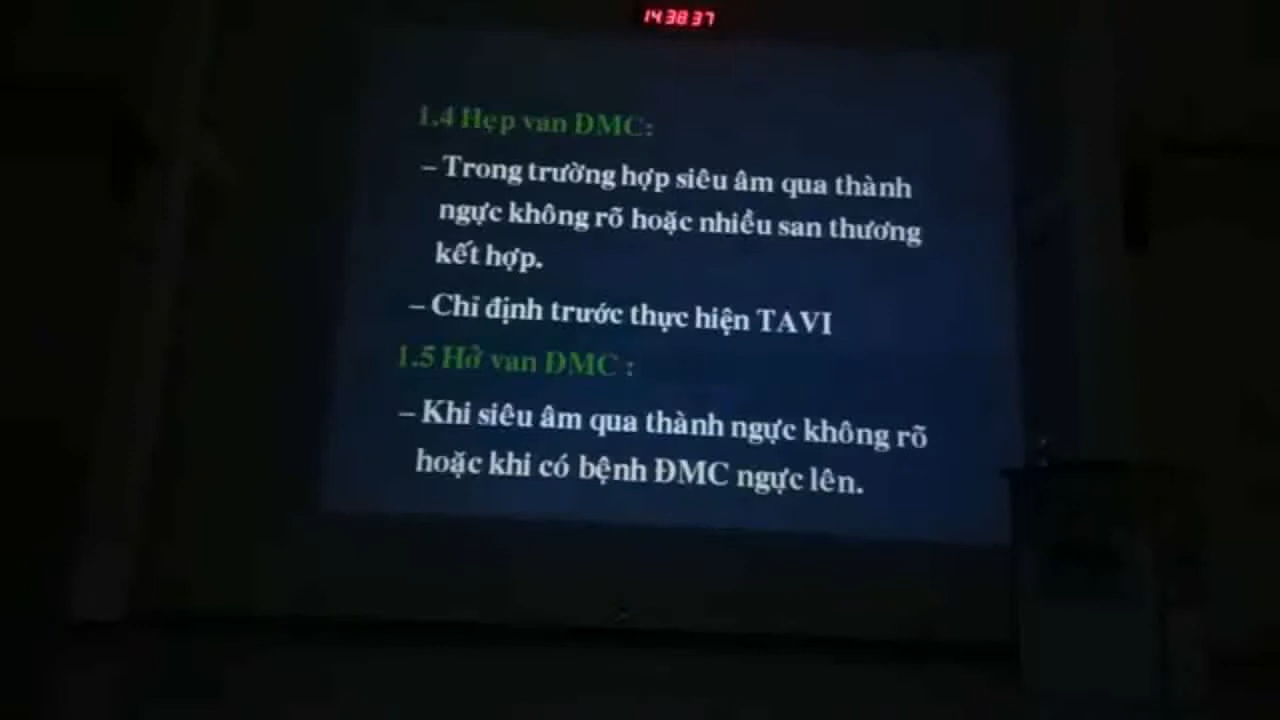 14 38 37
1.4 Hẹp van ĐMC:
– Trong trường hợp siêu âm qua thành
ngực không rõ hoặc nhiều san thương
kết hợp.
– Chỉ định trước thực hiện TAVI
1.5 Hở van ĐMC :
– Khi siêu âm qua thành ngực không rõ
hoặc khi có bệnh ĐMC ngực lên.